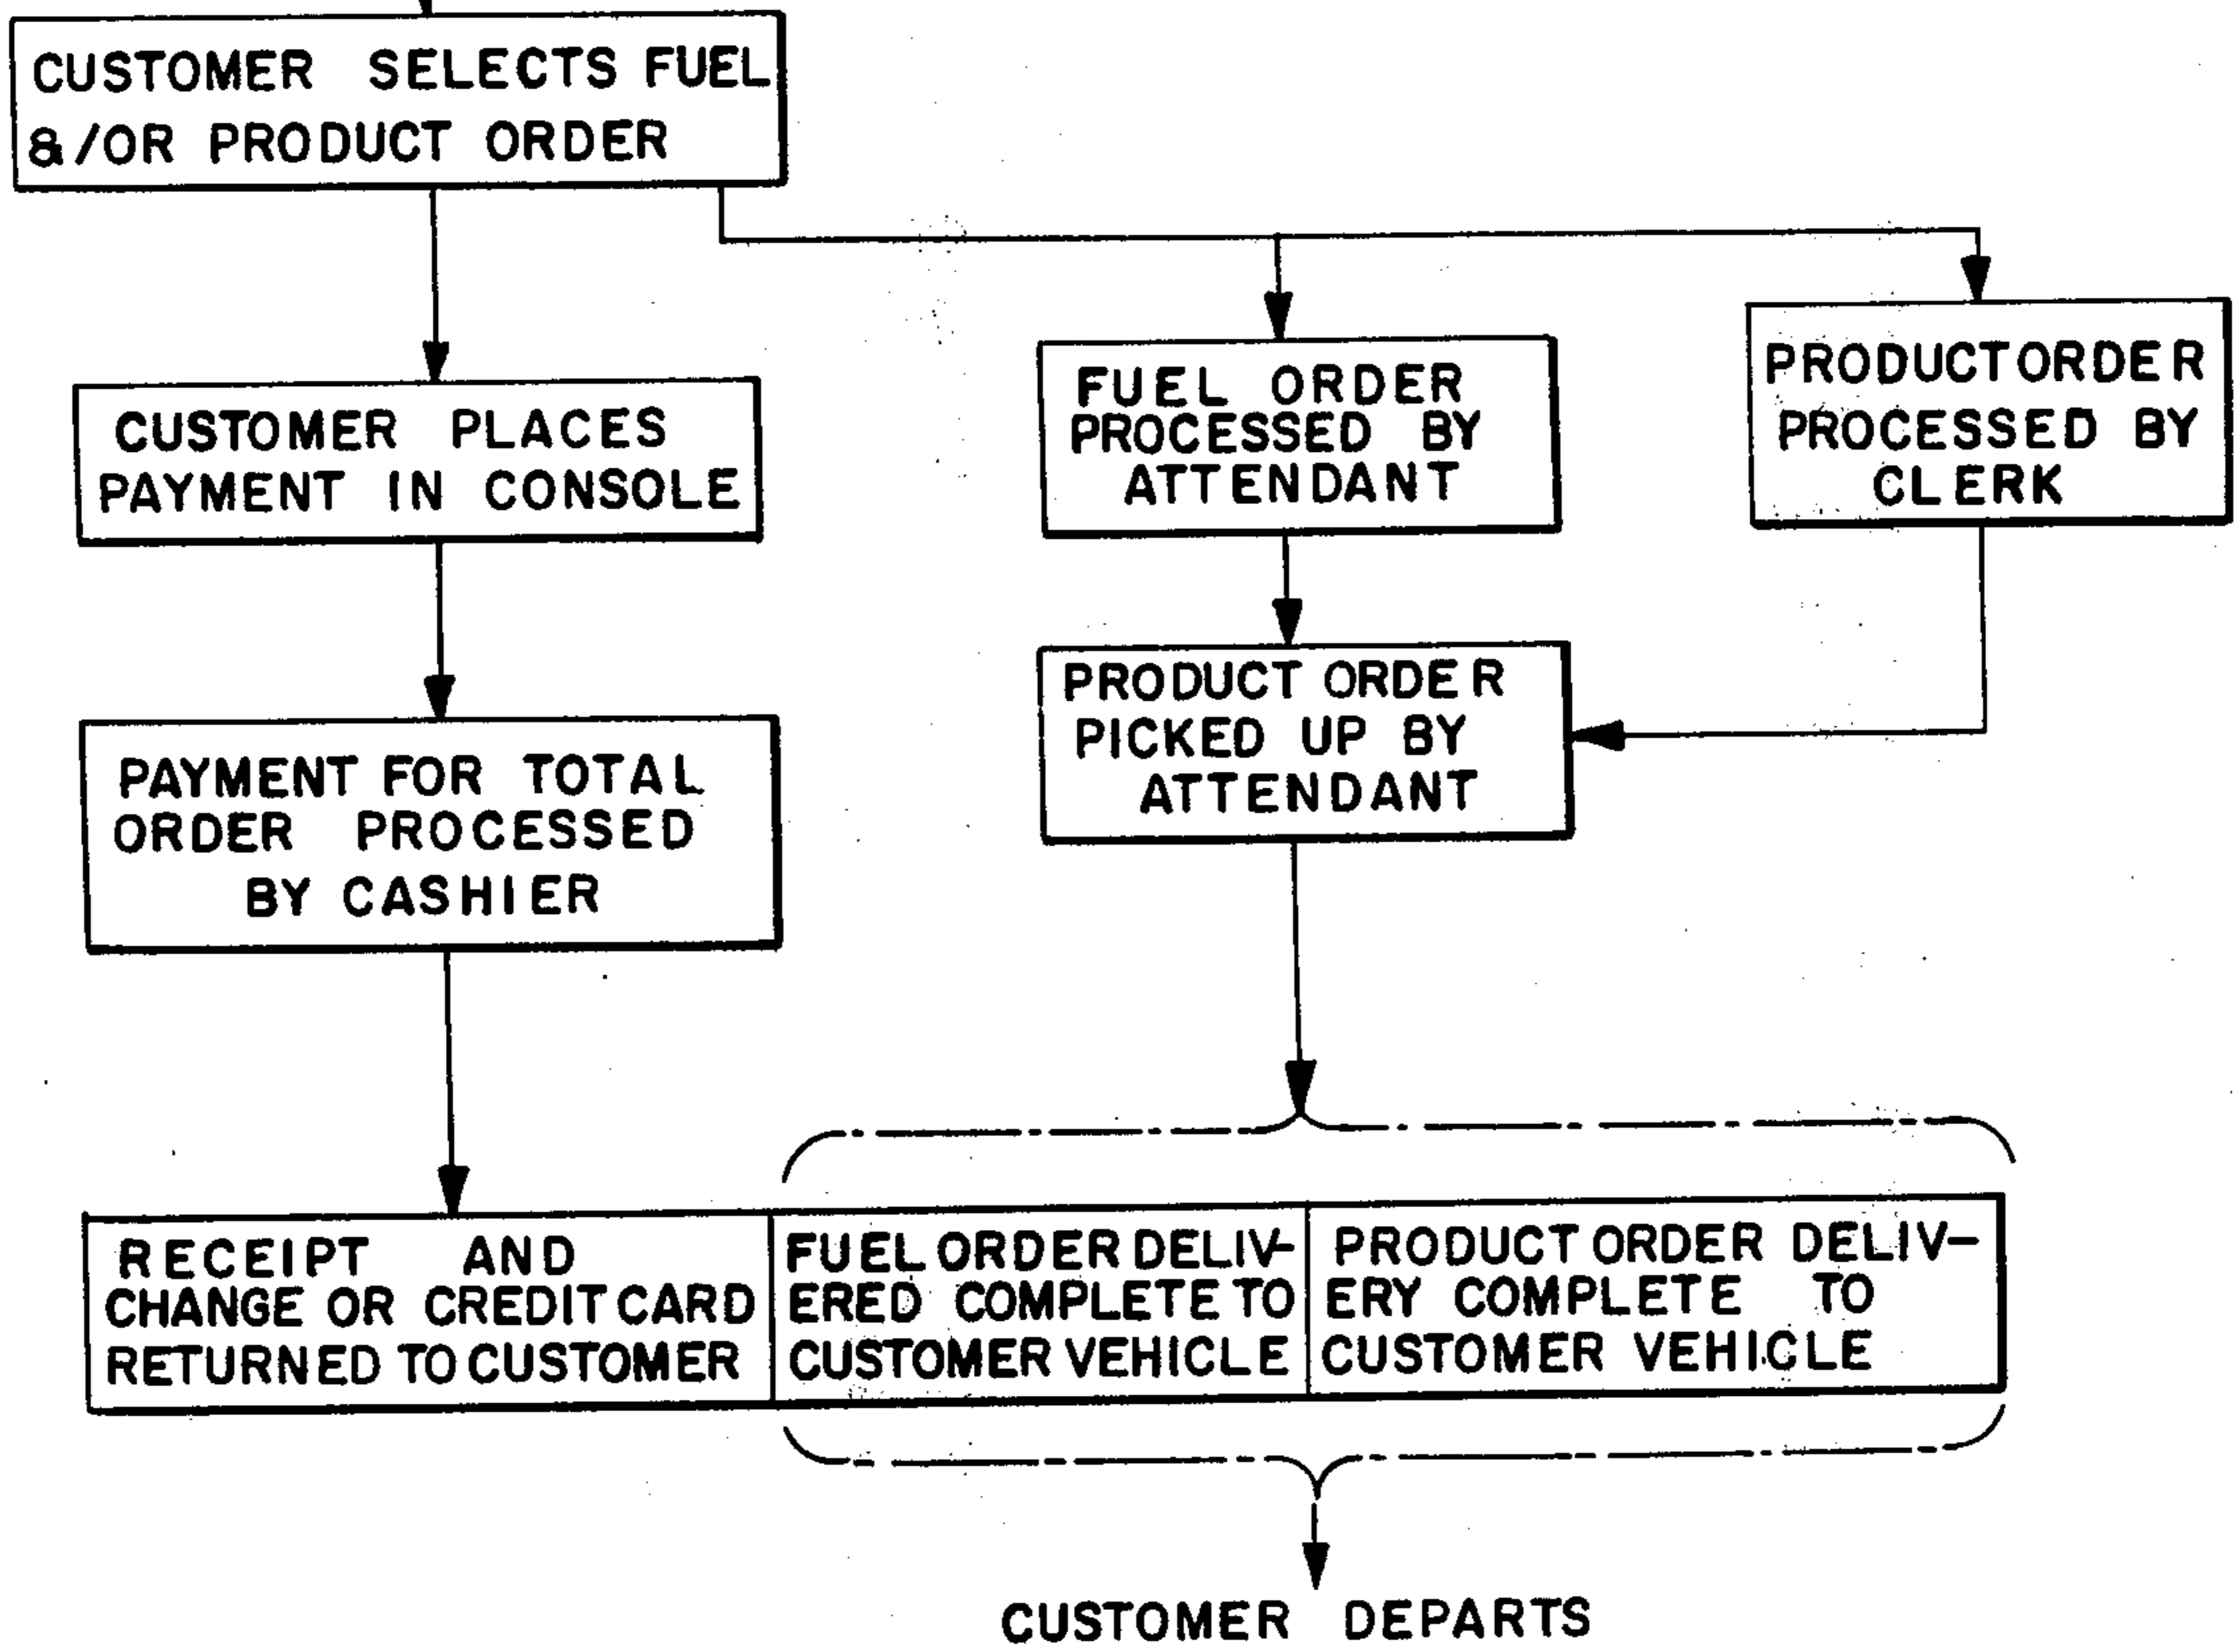 CUSTOMER SELECTS FUEL
&/OR PRODUCT ORDER
CUSTOMER PLACES
PAYMENT IN CONSOLE
FUEL ORDER
PROCESSED BY
ATTENDANT
PRODUCT ORDER
PROCESSED BY
CLERK
PAYMENT FOR TOTAL
ORDER PROCESSED
BY CASHIER
PRODUCT ORDER
PICKED UP BY
ATTENDANT
RECEIPT AND
CHANGE OR CREDIT CARD
RETURNED TO CUSTOMER
FUEL ORDER DELIV-
ERED COMPLETE TO
CUSTOMER VEHICLE
PRODUCT ORDER DELIV-
ERY COMPLETE TO
CUSTOMER VEHICLE
CUSTOMER DEPARTS